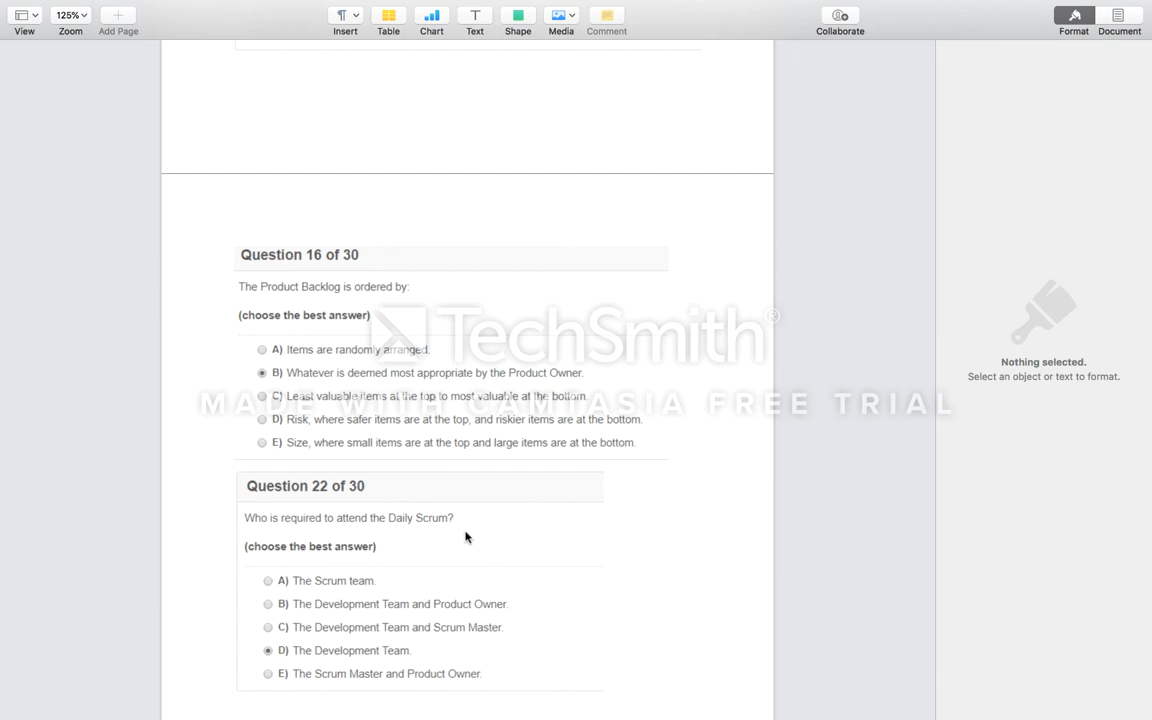 125%
View
Zoom
Add Page
Insert
Table
Chart
Text
Shape
Media
Comment
Collaborate
Format
Document
Question 16 of 30
The Product Backlog is ordered by:
(choose the best answer)
A) Items are randomly arranged.
B) Whatever is deemed most appropriate by the Product Owner.
C) Least valuable items at the top to most valuable at the bottom.
D) Risk, where safer items are at the top, and riskier items are at the bottom.
E) Size, where small items are at the top and large items are at the bottom.
TechSmith®
MADE WITH CAMTASIA FREE TRIAL
Question 22 of 30
Who is required to attend the Daily Scrum?
(choose the best answer)
A) The Scrum team.
B) The Development Team and Product Owner.
C) The Development Team and Scrum Master.
D) The Development Team.
E) The Scrum Master and Product Owner.
Nothing selected.
Select an object or text to format.